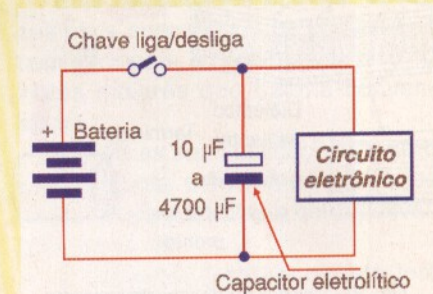 Chave liga/desliga
+ Bateria
10 µF
a
4700 µF
Circuito
eletrônico
Capacitor eletrolítico